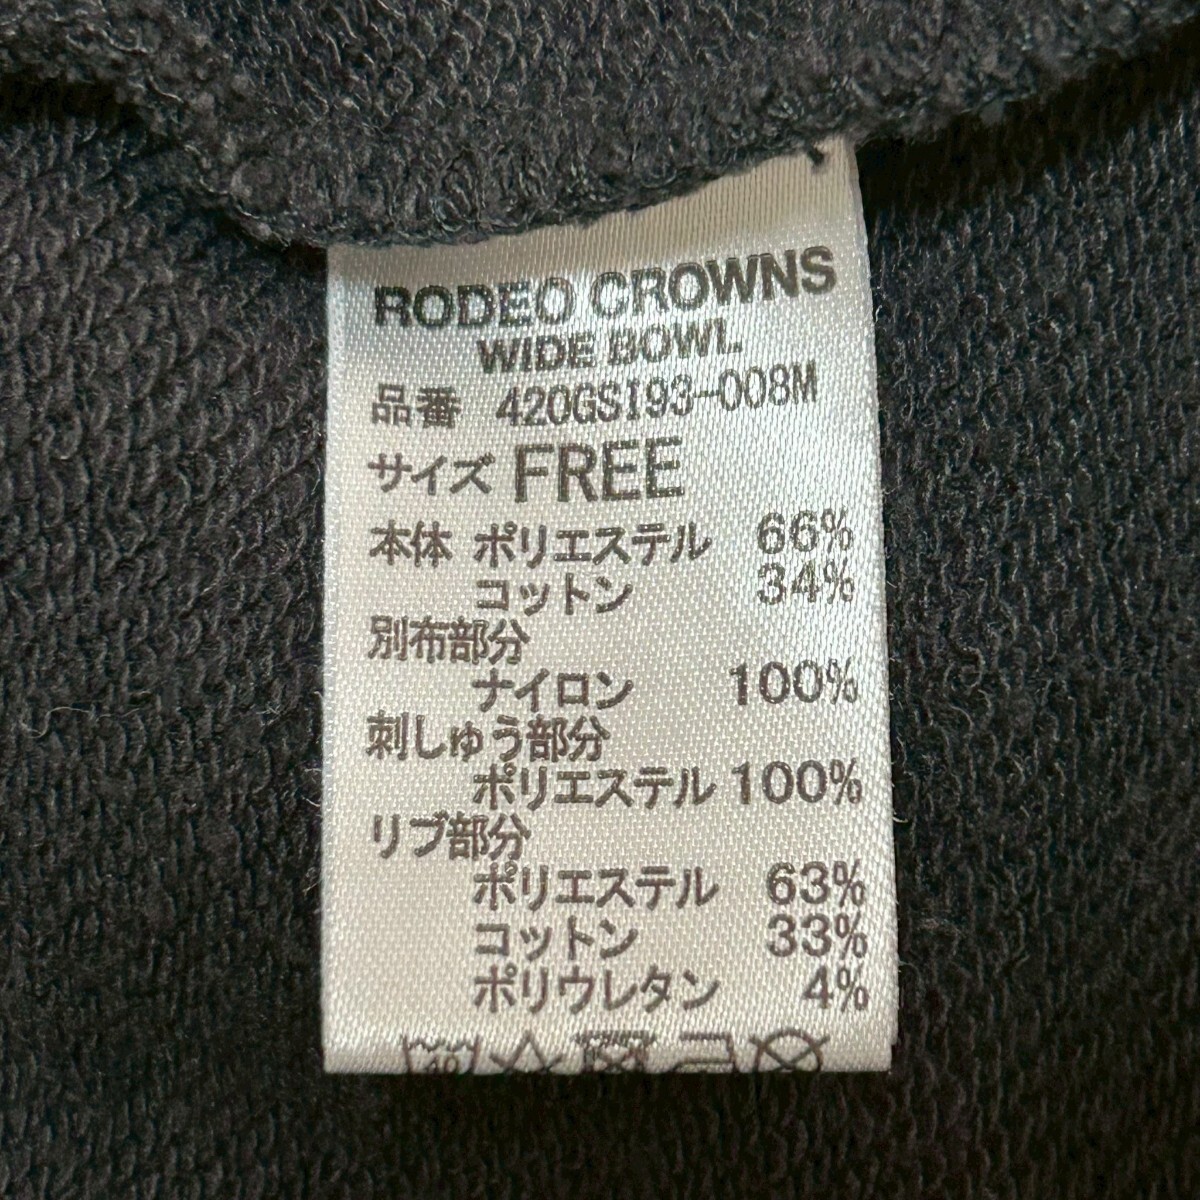 RODEO CROWNS
WIDE BOWL
品番 420GSI93-008M
サイズ FREE
本体 ポリエステル 66%
コットン 34%
別布部分
ナイロン 100%
刺しゅう部分
ポリエステル 100%
リブ部分
ポリエステル 63%
コットン 33%
ポリウレタン 4%
40